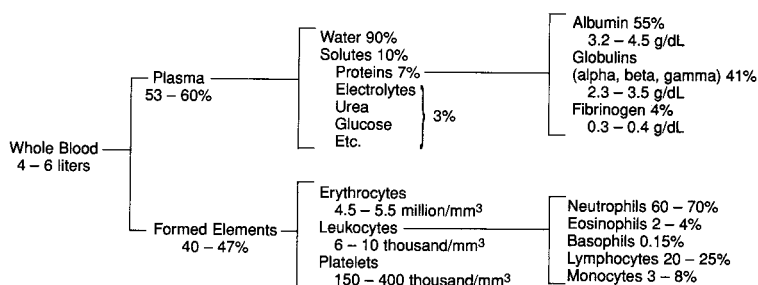 Whole Blood
4 – 6 liters
Plasma
53 – 60%
Water 90%
Solutes 10%
Proteins 7%
Electrolytes
Urea
Glucose
Etc.
3%
Albumin 55%
3.2 – 4.5 g/dL
Globulins
(alpha, beta, gamma) 41%
2.3 – 3.5 g/dL
Fibrinogen 4%
0.3 – 0.4 g/dL
Formed Elements
40 – 47%
Erythrocytes
4.5 – 5.5 million/mm³
Leukocytes
6 – 10 thousand/mm³
Platelets
150 – 400 thousand/mm³
Neutrophils 60 – 70%
Eosinophils 2 – 4%
Basophils 0.15%
Lymphocytes 20 – 25%
Monocytes 3 – 8%